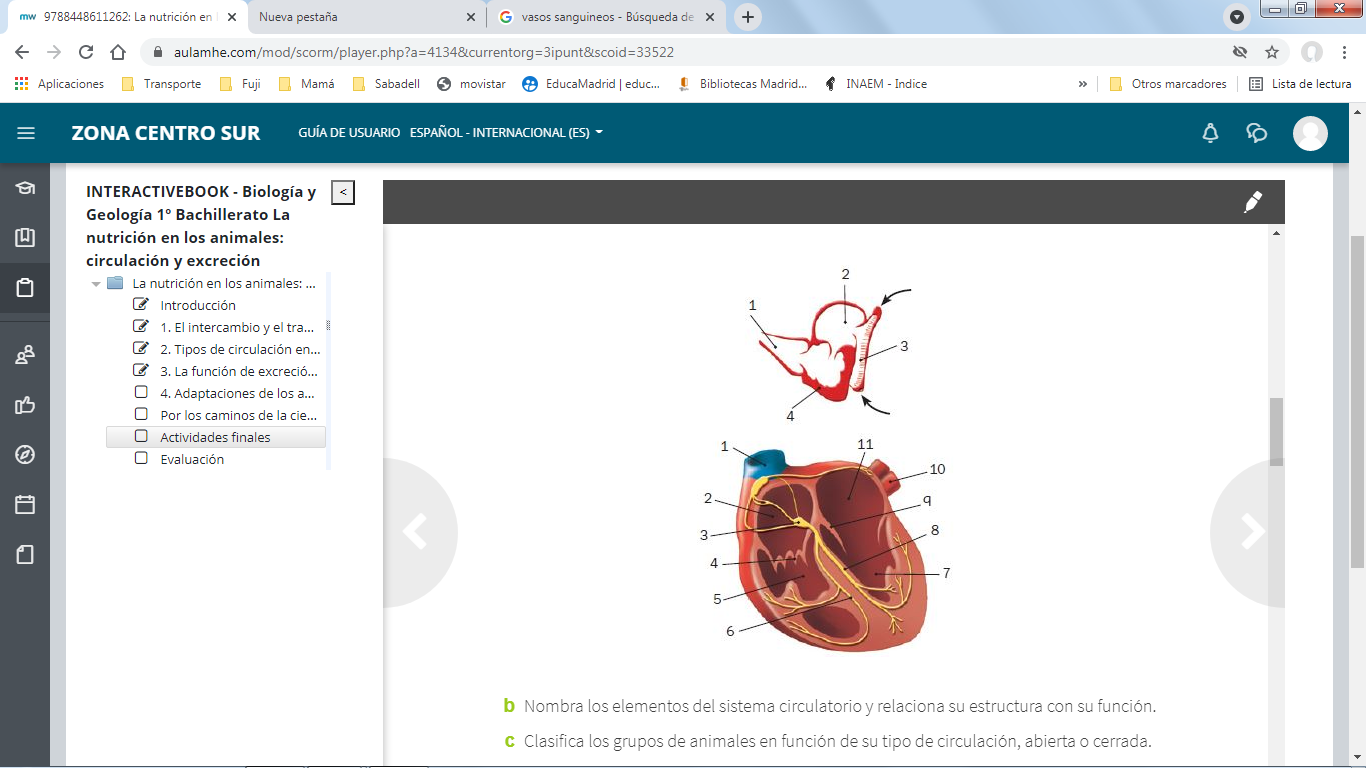 9788448611262: La nutrición en
Nueva pestaña
vasos sanguineos - Búsqueda de
aulamhe.com/mod/scorm/player.php?a=4134&currentorg=3ipunt&scoid=33522
Aplicaciones Transporte Fuji Mamá Sabadell movistar EducaMadrid | educ... Bibliotecas Madrid... INAEM - Indice » Otros marcadores Lista de lectura
ZONA CENTRO SUR GUÍA DE USUARIO ESPAÑOL - INTERNACIONAL (ES)
INTERACTIVEBOOK - Biología y <
Geología 1º Bachillerato La
nutrición en los animales:
circulación y excreción
La nutrición en los animales: ...
Introducción
1. El intercambio y el tra...
2. Tipos de circulación en...
3. La función de excreció...
4. Adaptaciones de los a...
Por los caminos de la cie...
Actividades finales
Evaluación
2
1
3
4
1
11
10
2
9
3
8
4
7
5
6
b Nombra los elementos del sistema circulatorio y relaciona su estructura con su función.
c Clasifica los grupos de animales en función de su tipo de circulación, abierta o cerrada.